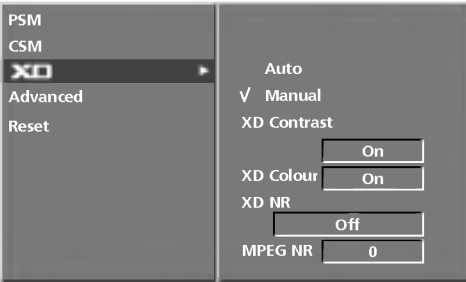 PSM
CSM
XD
Advanced
Reset
Auto
√ Manual
XD Contrast
On
XD Colour On
XD NR
Off
MPEG NR 0